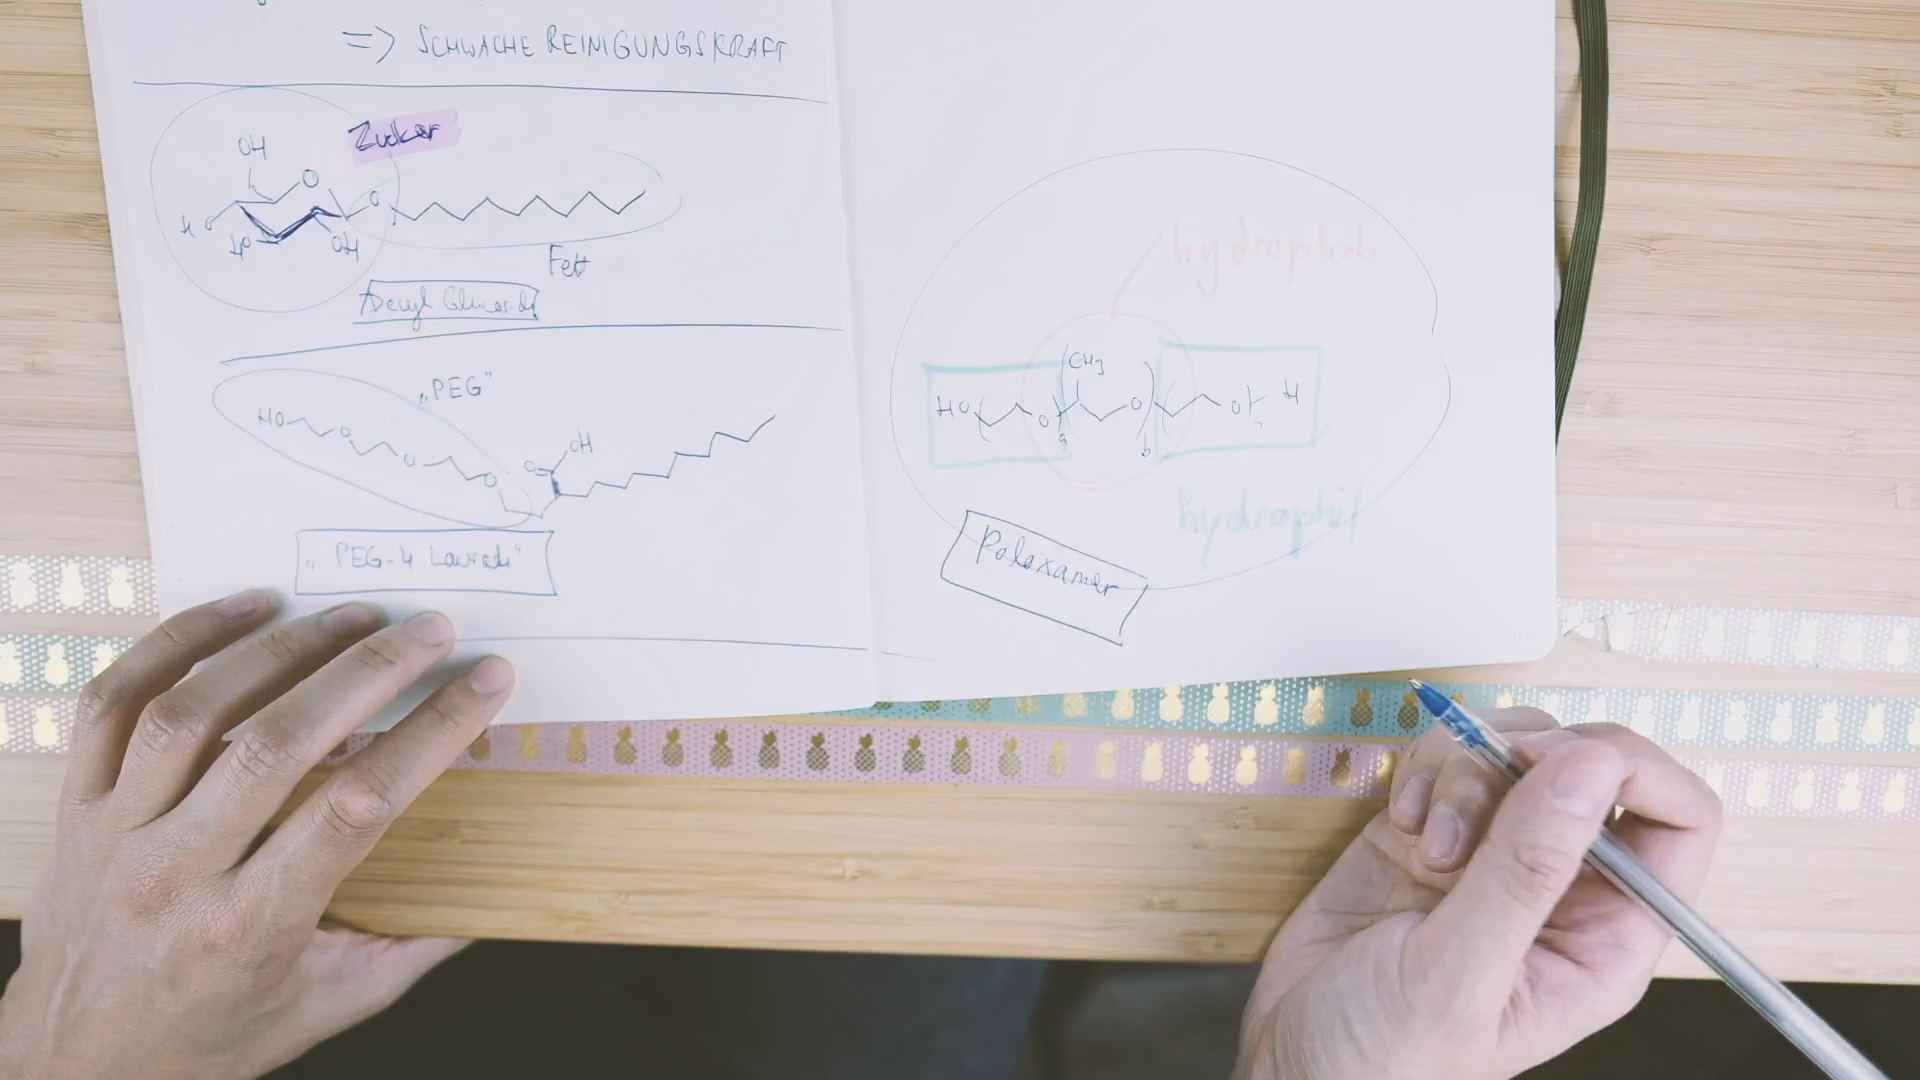 => SCHWACHE REINIGUNGSKRAFT
Zucker
OH
O
O
HO
HO
OH
Fett
Decyl Glucosid
„PEG"
HO
O
O
O
O
OH
„PEG-4 Laurat"
hydrophob
CH3
HO
O
a
O
b
O
H
hydrophil
Poloxamer